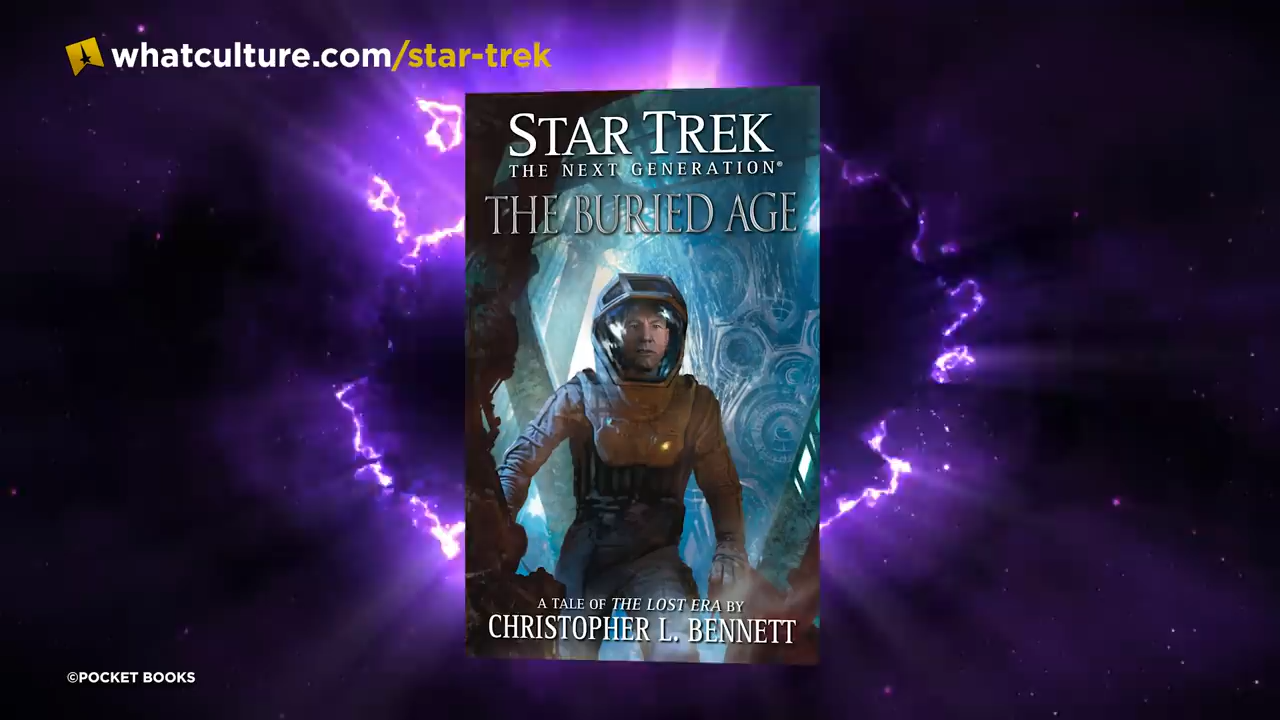 whatculture.com/star-trek
STAR TREK
THE NEXT GENERATION®
THE BURIED AGE
A TALE OF THE LOST ERA BY
CHRISTOPHER L. BENNETT
©POCKET BOOKS